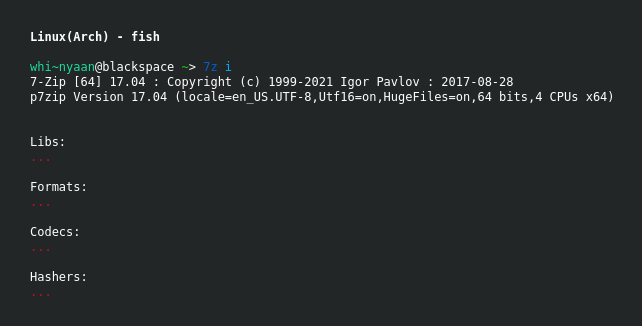 Linux(Arch) - fish
whi~nyaan@blackspace ~> 7z i
7-Zip [64] 17.04 : Copyright (c) 1999-2021 Igor Pavlov : 2017-08-28
p7zip Version 17.04 (locale=en_US.UTF-8,Utf16=on,HugeFiles=on,64 bits,4 CPUs x64)
Libs:
...
Formats:
...
Codecs:
...
Hashers:
...